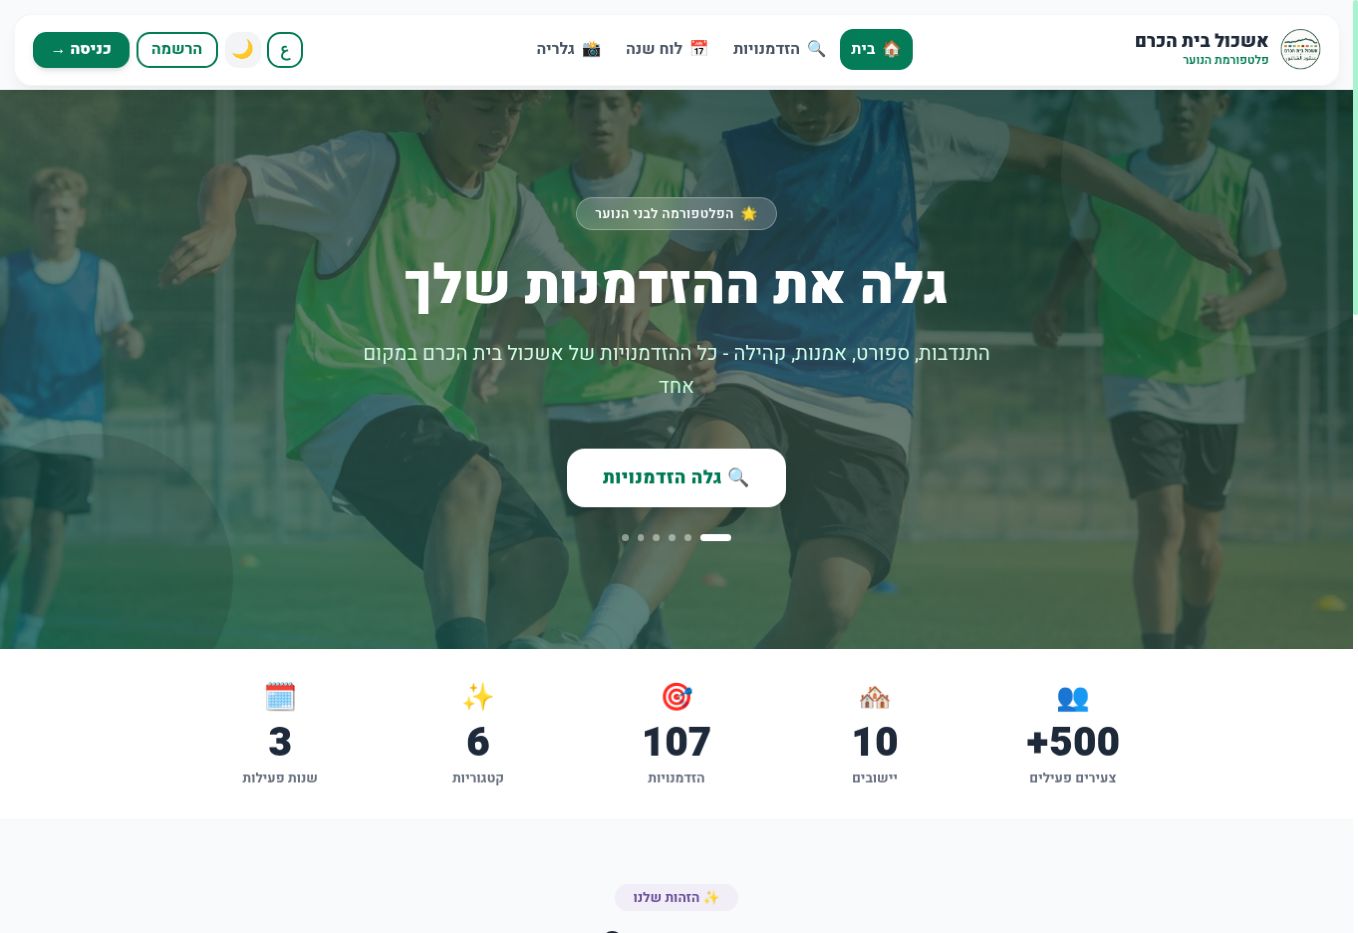 אשכול בית הכרם
פלטפורמת הנוער
בית
הזדמנויות
לוח שנה
גלריה
ع
הרשמה
כניסה →
הפלטפורמה לבני הנוער
גלה את ההזדמנות שלך
התנדבות, ספורט, אמנות, קהילה - כל ההזדמנויות של אשכול בית הכרם במקום
אחד
גלה הזדמנויות
500+
צעירים פעילים
10
יישובים
107
הזדמנויות
6
קטגוריות
3
שנות פעילות
הזהות שלנו